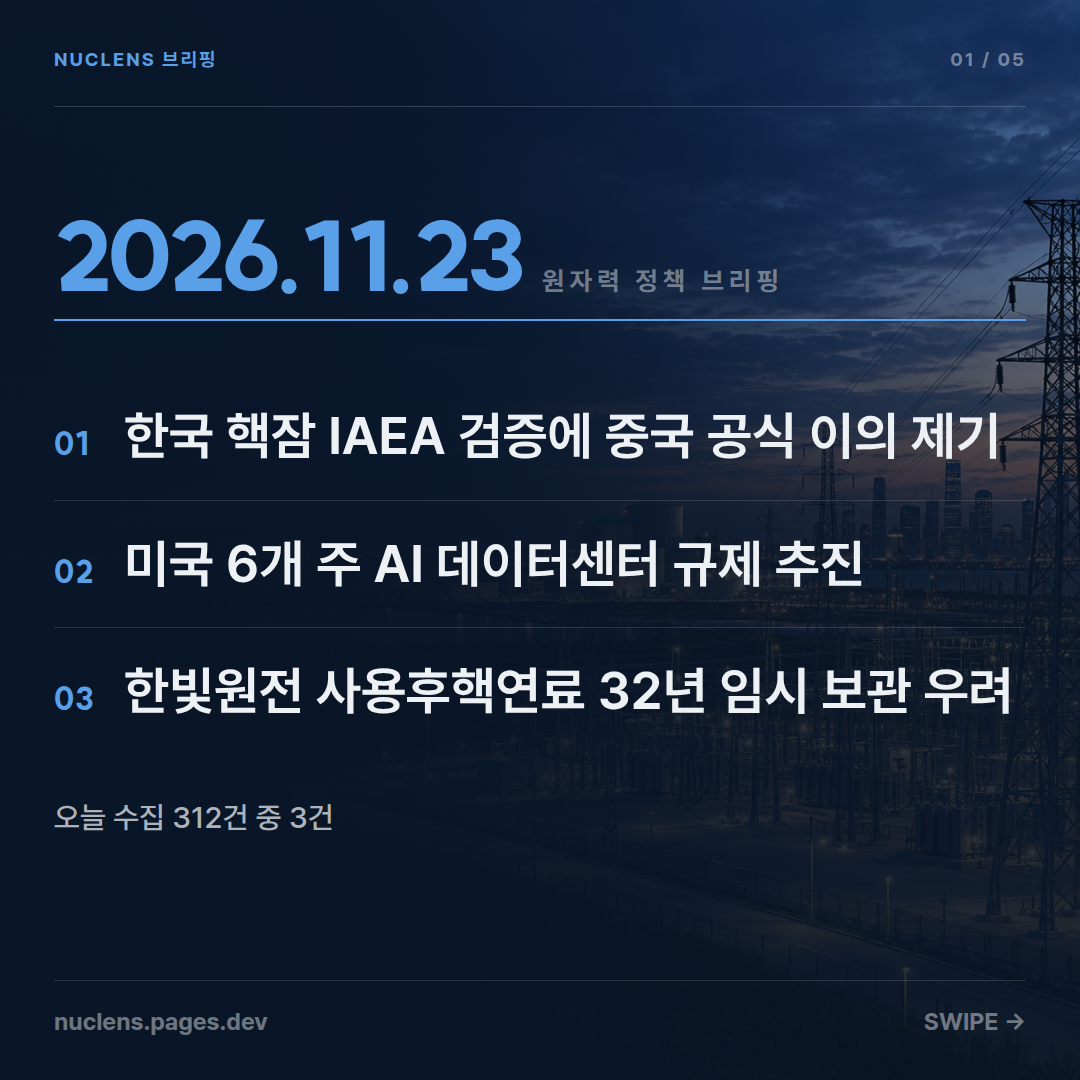 NUCLENS 브리핑
01 / 05
2026.11.23 원자력 정책 브리핑
01 한국 핵잠 IAEA 검증에 중국 공식 이의 제기
02 미국 6개 주 AI 데이터센터 규제 추진
03 한빛원전 사용후핵연료 32년 임시 보관 우려
오늘 수집 312건 중 3건
nuclens.pages.dev
SWIPE →